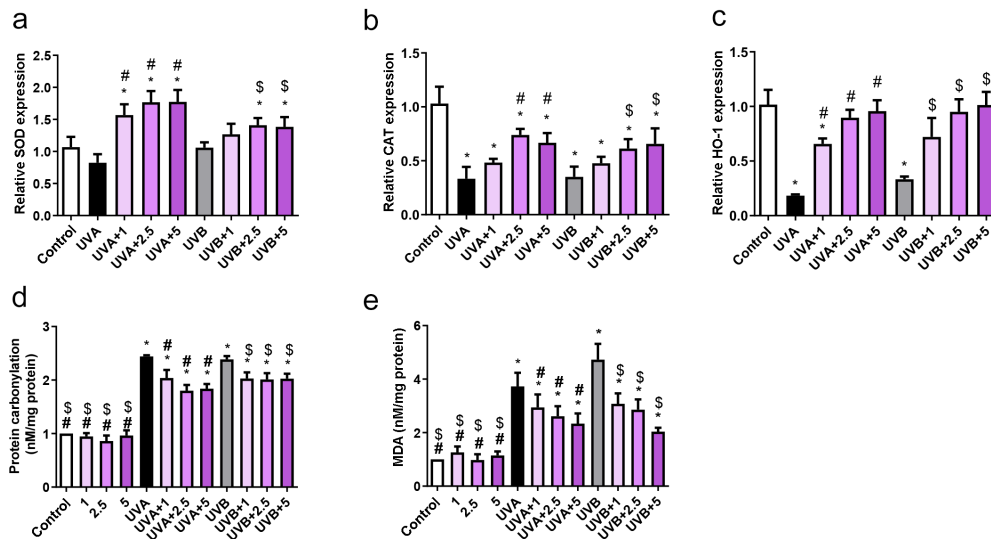 a
Relative SOD expression
2.5
2.0
1.5
1.0
0.5
0.0
#
*
#
*
#
*
$
*
$
*
Control
UVA
UVA+1
UVA+2.5
UVA+5
UVB
UVB+1
UVB+2.5
UVB+5
b
Relative CAT expression
1.5
1.0
0.5
0.0
*
*
#
*
#
*
*
*
$
*
$
*
Control
UVA
UVA+1
UVA+2.5
UVA+5
UVB
UVB+1
UVB+2.5
UVB+5
c
Relative HO-1 expression
1.5
1.0
0.5
0.0
*
#
*
#
#
*
$
$
$
Control
UVA
UVA+1
UVA+2.5
UVA+5
UVB
UVB+1
UVB+2.5
UVB+5
d
Protein carbonylation
(nM/mg protein)
3
2
1
0
$
#
$
#
$
#
$
#
*
#
*
#
*
#
*
*
$
*
$
*
$
*
Control
1
2.5
5
UVA
UVA+1
UVA+2.5
UVA+5
UVB
UVB+1
UVB+2.5
UVB+5
e
MDA (nM/mg protein)
6
4
2
0
$
#
$
#
$
#
$
#
*
#
*
#
*
#
*
*
$
*
$
*
$
*
Control
1
2.5
5
UVA
UVA+1
UVA+2.5
UVA+5
UVB
UVB+1
UVB+2.5
UVB+5